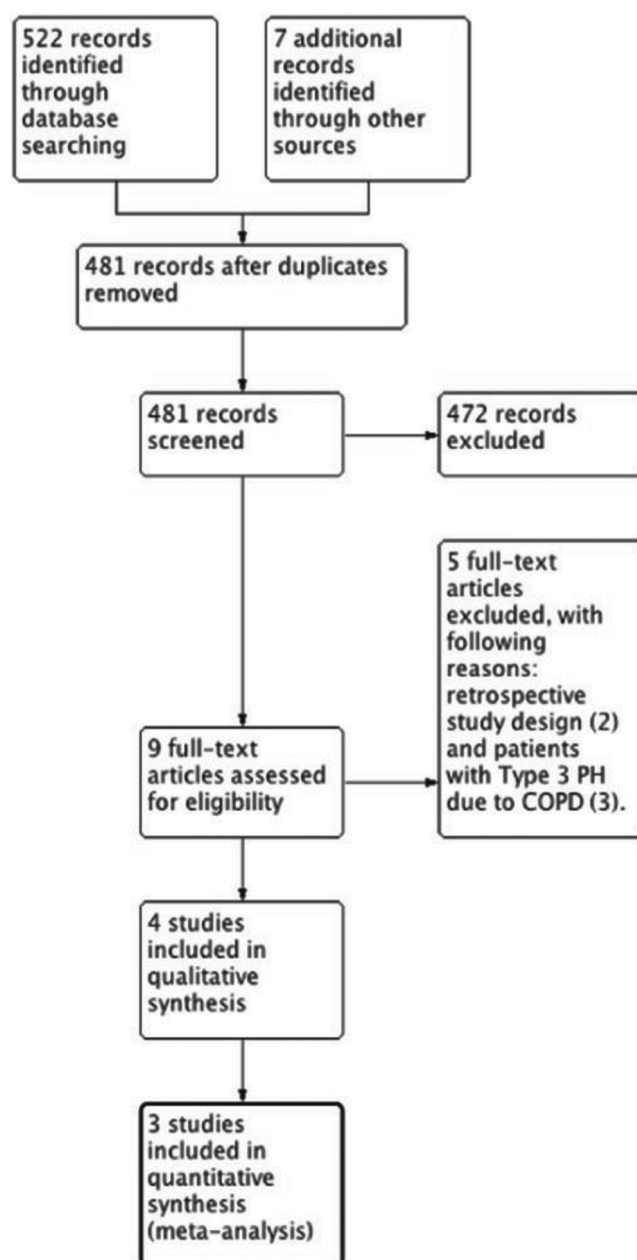 522 records
identified
through
database
searching
7 additional
records
identified
through other
sources
481 records after duplicates
removed
481 records
screened
472 records
excluded
5 full-text
articles
excluded, with
following
reasons:
retrospective
study design (2)
and patients
with Type 3 PH
due to COPD (3).
9 full-text
articles assessed
for eligibility
4 studies
included in
qualitative
synthesis
3 studies
included in
quantitative
synthesis
(meta-analysis)